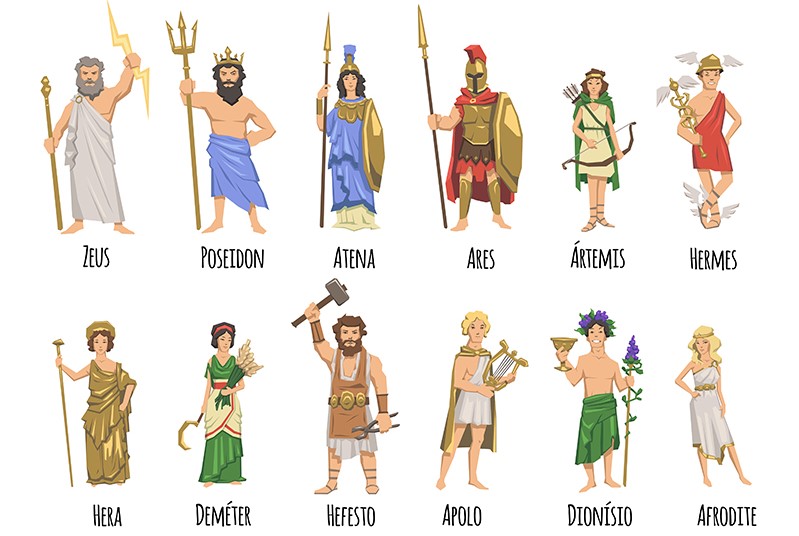 Zeus
Poseidon
Atena
Ares
Ártemis
Hermes
Hera
Deméter
Hefesto
Apolo
Dionísio
Afrodite